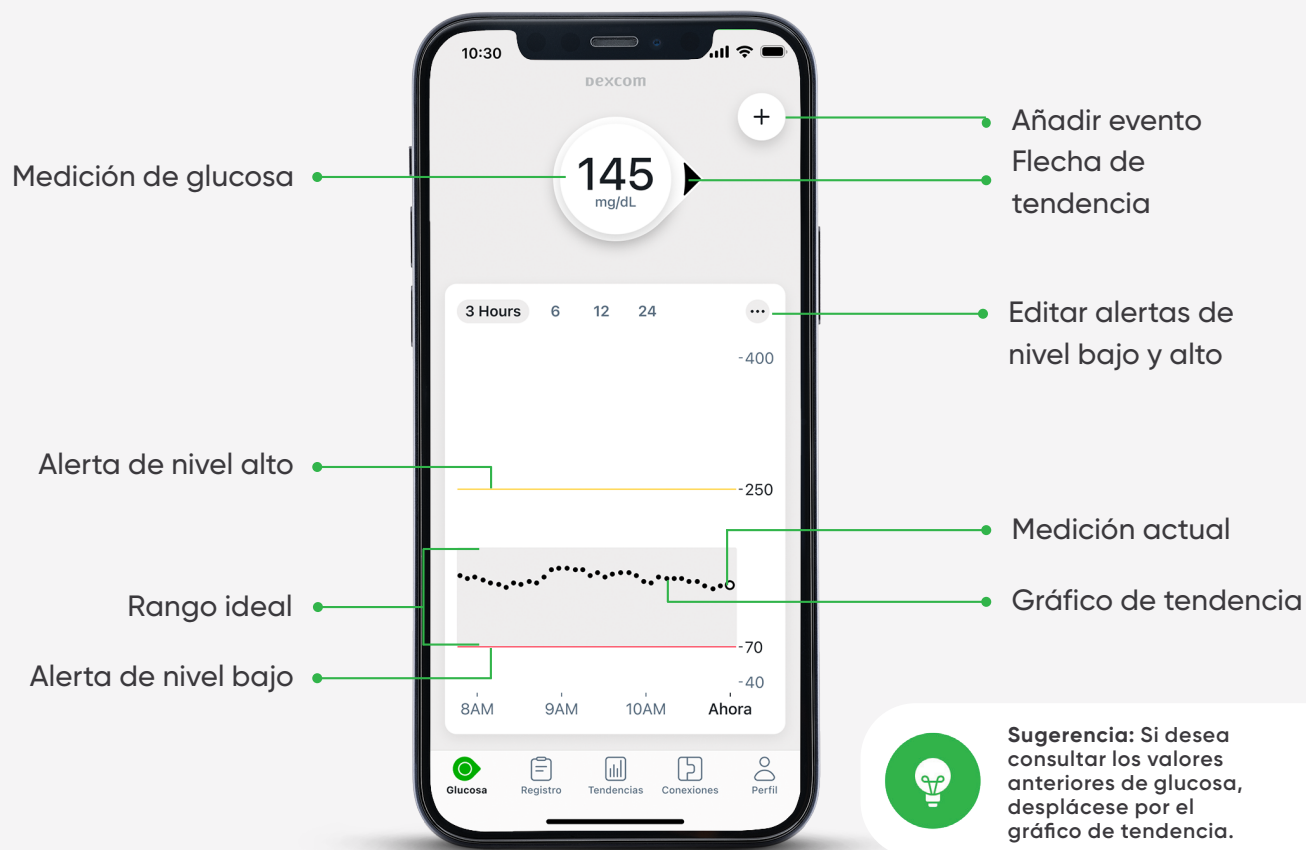 10:30
Dexcom
+
145
mg/dL
Medición de glucosa
Añadir evento
Flecha de
tendencia
3 Hours 6 12 24 ...
Editar alertas de
nivel bajo y alto
-400
Alerta de nivel alto
-250
Medición actual
Gráfico de tendencia
Rango ideal
-70
Alerta de nivel bajo
-40
8AM 9AM 10AM Ahora
Glucosa Registro Tendencias Conexiones Perfil
Sugerencia: Si desea
consultar los valores
anteriores de glucosa,
desplácese por el
gráfico de tendencia.